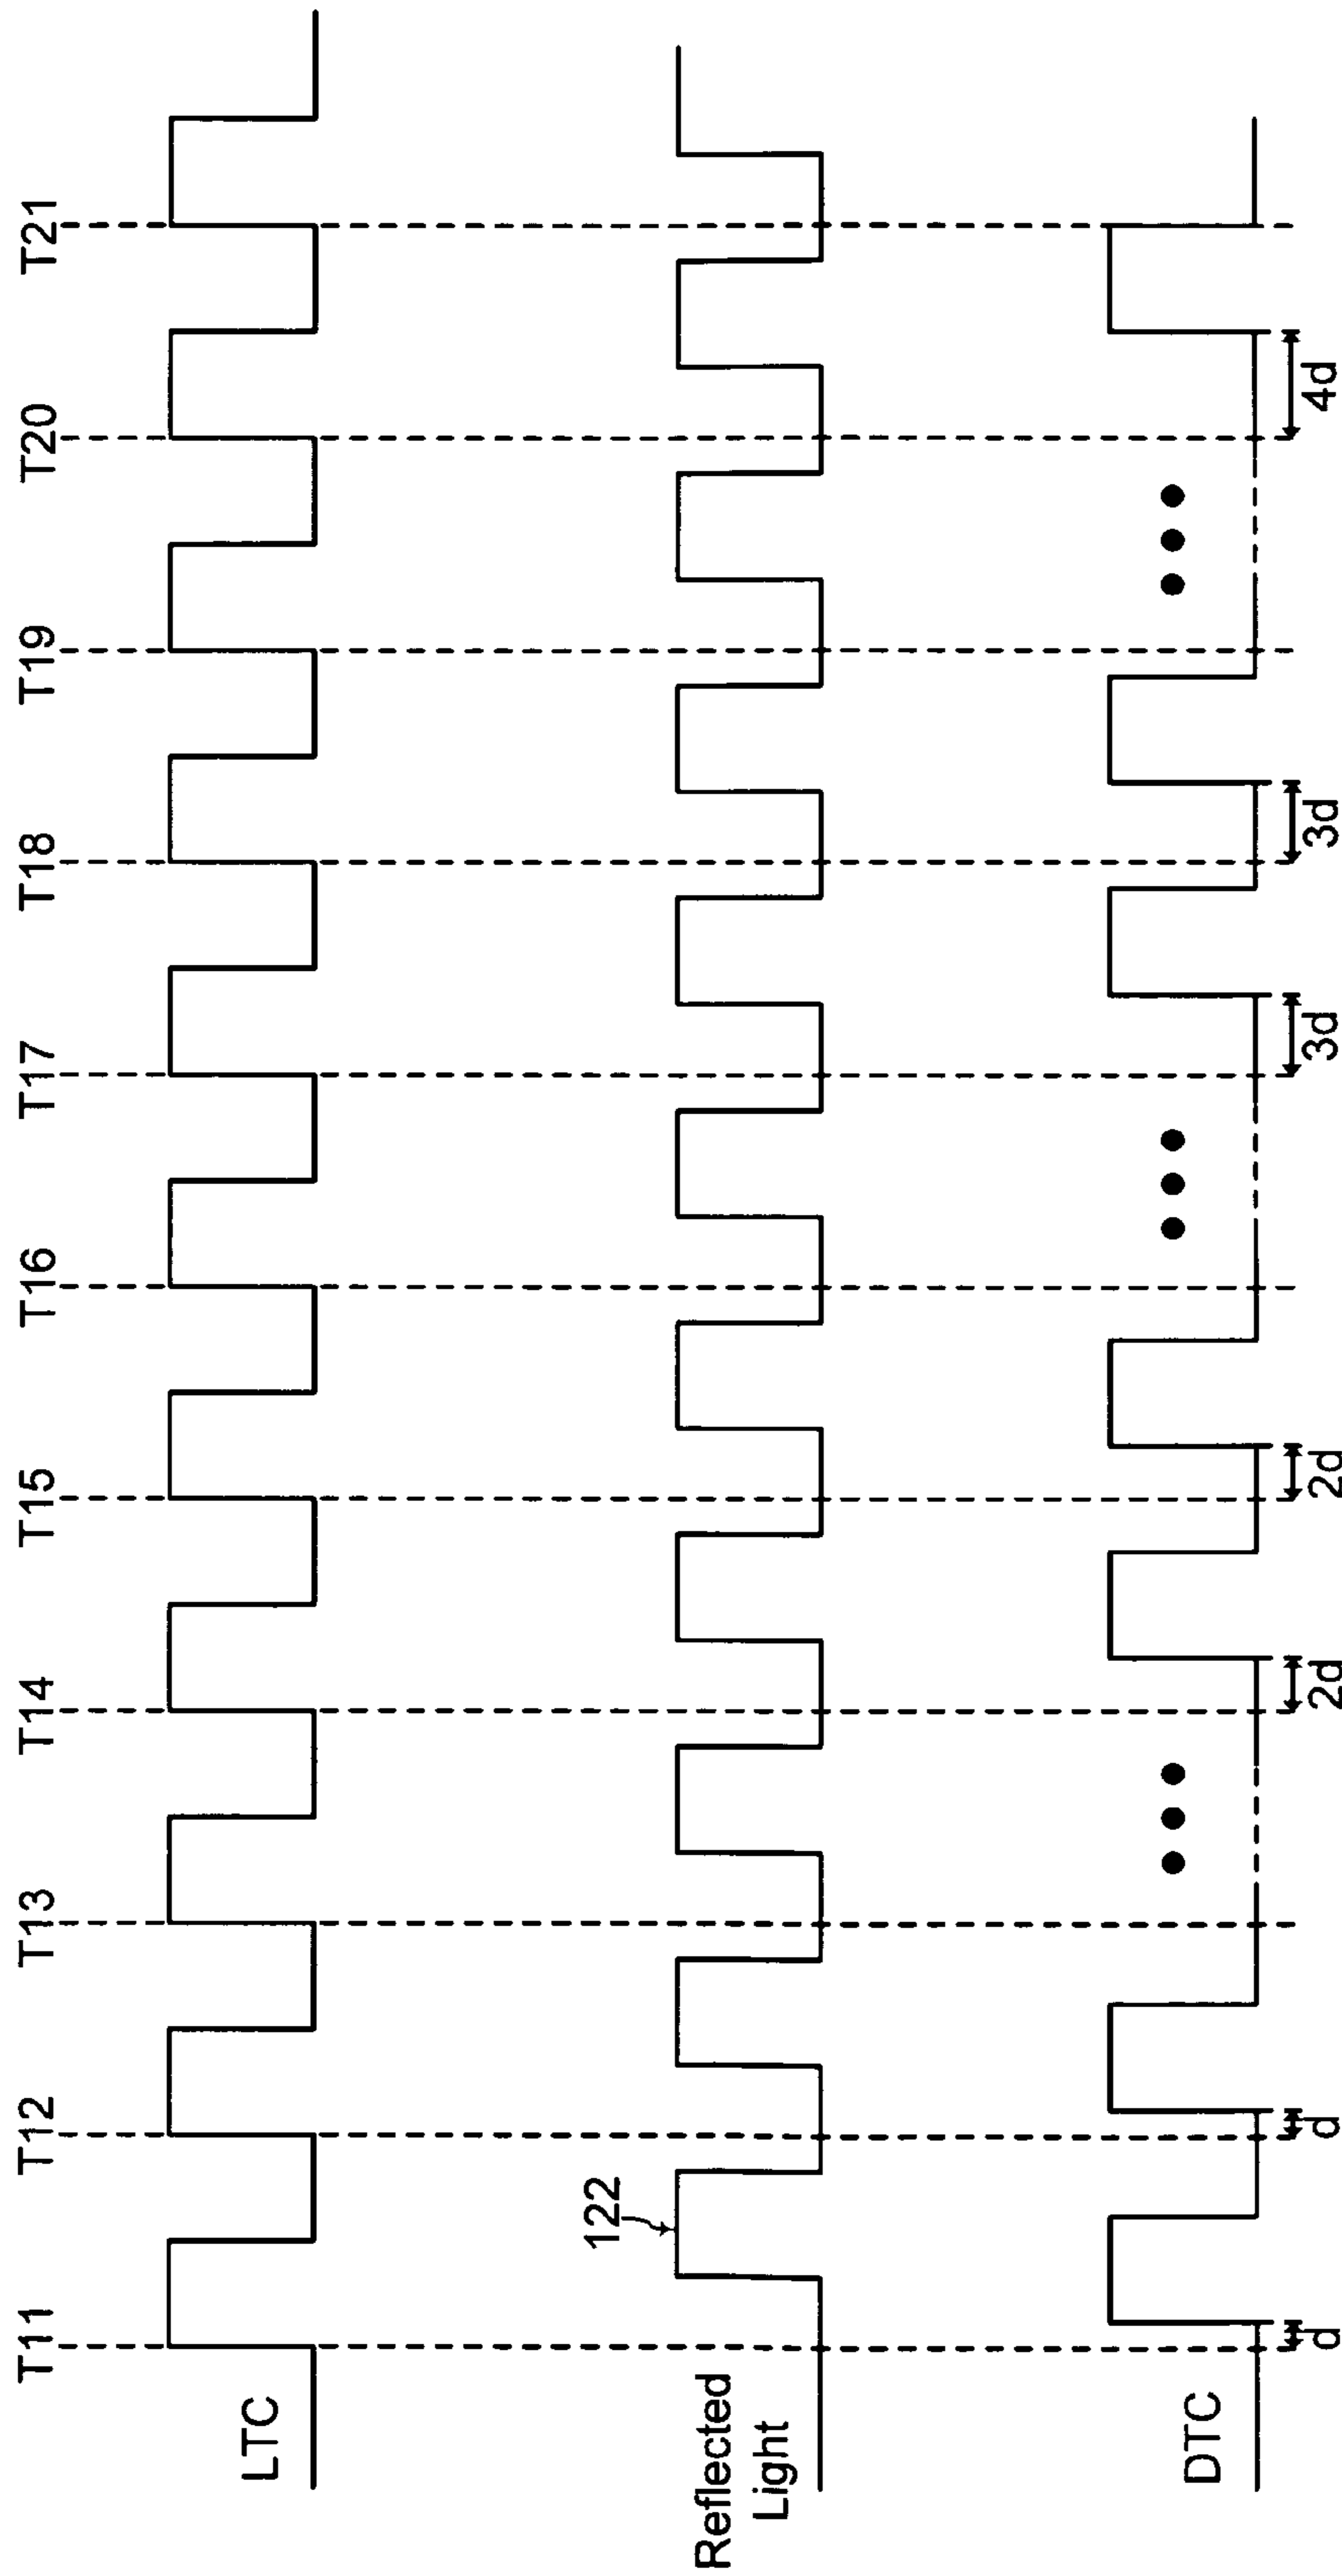 T11
T12
T13
T14
T15
T16
T17
T18
T19
T20
T21
LTC
122
Reflected
Light
DTC
d
d
2d
2d
3d
3d
4d